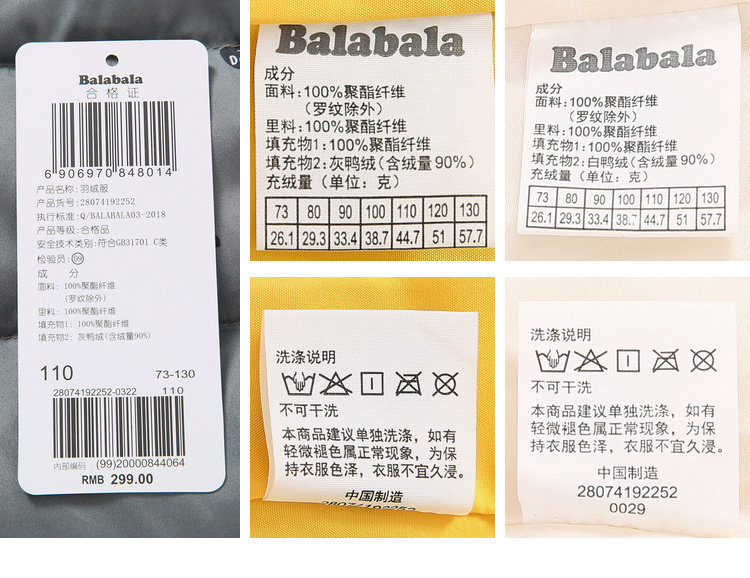 Balabala
合格证
6 906970 848014
产品名称:羽绒服
产品货号:28074192252
执行标准:Q/BALABALA03-2018
产品等级:合格品
安全技术类别:符合GB31701 C类
检验员:09
成 分
面料: 100%聚酯纤维
(罗纹除外)
里料: 100%聚酯纤维
填充物1: 100%聚酯纤维
填充物2: 灰鸭绒(含绒量90%)
110 73-130
28074192252-0322 110
内部编码 (99)20000844064
RMB 299.00
Balabala
成分
面料:100%聚酯纤维
(罗纹除外)
里料:100%聚酯纤维
填充物1:100%聚酯纤维
填充物2:灰鸭绒(含绒量90%)
充绒量(单位:克)
73 80 90 100 110 120 130
26.1 29.3 33.4 38.7 44.7 51 57.7
Balabala
成分
面料:100%聚酯纤维
(罗纹除外)
里料:100%聚酯纤维
填充物1:100%聚酯纤维
填充物2:白鸭绒(含绒量90%)
充绒量(单位:克)
73 80 90 100 110 120 130
26.1 29.3 33.4 38.7 44.7 51 57.7
洗涤说明
不可干洗
本商品建议单独洗涤，如有
轻微褪色属正常现象，为保
持衣服色泽，衣服不宜久浸。
中国制造
洗涤说明
不可干洗
本商品建议单独洗涤，如有
轻微褪色属正常现象，为保
持衣服色泽，衣服不宜久浸。
中国制造
28074192252
0029